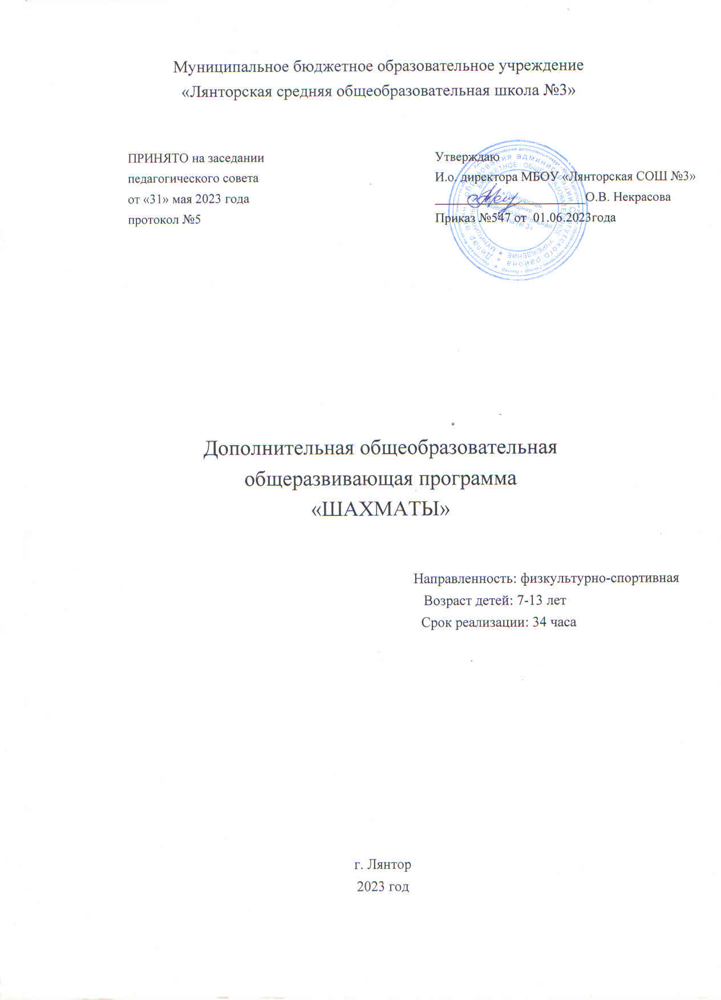 Муниципальное бюджетное образовательное учреждение
«Лянторская средняя общеобразовательная школа №3»
ПРИНЯТО на заседании
педагогического совета
от «31» мая 2023 года
протокол №5
Утверждаю
И.о. директора МБОУ «Лянторская СОШ №3»
О.В. Некрасова
Приказ №547 от 01.06.2023года
Дополнительная общеобразовательная
общеразвивающая программа
«ШАХМАТЫ»
Направленность: физкультурно-спортивная
Возраст детей: 7-13 лет
Срок реализации: 34 часа
г. Лянтор
2023 год